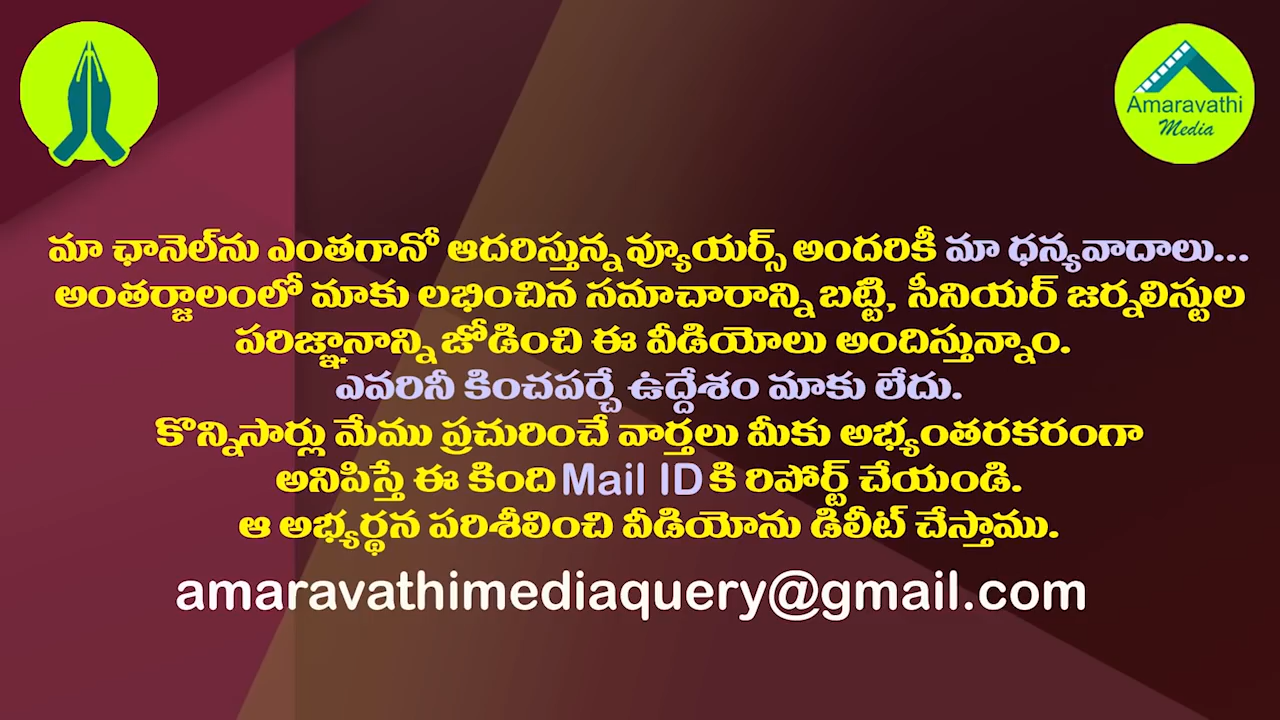 Amaravathi
Media
మా ఛానెల్‌ను ఎంతగానో ఆదరిస్తున్న వ్యూయర్స్ అందరికీ మా ధన్యవాదాలు...
అంతర్జాలంలో మాకు లభించిన సమాచారాన్ని బట్టి, సీనియర్ జర్నలిస్టుల
పరిజ్ఞానాన్ని జోడించి ఈ వీడియోలు అందిస్తున్నాం.
ఎవరినీ కించపర్చే ఉద్దేశం మాకు లేదు.
కొన్నిసార్లు మేము ప్రచురించే వార్తలు మీకు అభ్యంతరకరంగా
అనిపిస్తే ఈ కింది Mail ID కి రిపోర్ట్ చేయండి.
ఆ అభ్యర్థన పరిశీలించి వీడియోను డిలీట్ చేస్తాము.
amaravathimediaquery@gmail.com